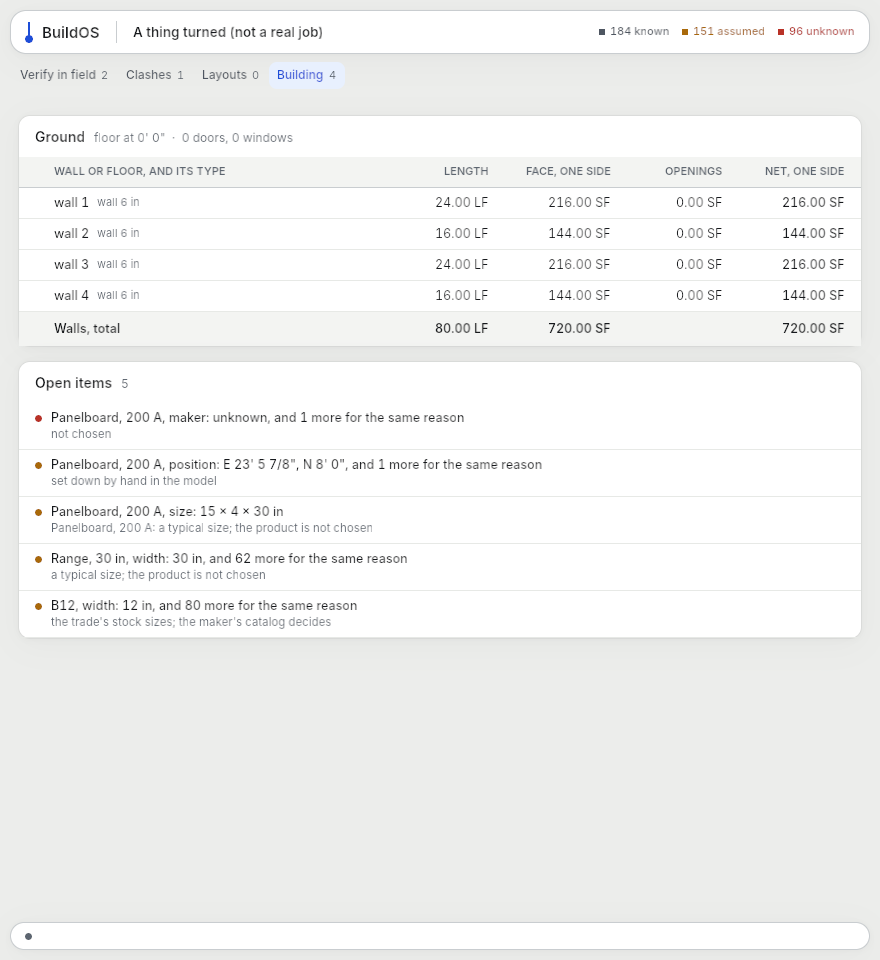 BuildOS
A thing turned (not a real job)
184 known 151 assumed 96 unknown
Verify in field 2 Clashes 1 Layouts 0 Building 4
Ground floor at 0' 0" · 0 doors, 0 windows
WALL OR FLOOR, AND ITS TYPE LENGTH FACE, ONE SIDE OPENINGS NET, ONE SIDE
wall 1 wall 6 in 24.00 LF 216.00 SF 0.00 SF 216.00 SF
wall 2 wall 6 in 16.00 LF 144.00 SF 0.00 SF 144.00 SF
wall 3 wall 6 in 24.00 LF 216.00 SF 0.00 SF 216.00 SF
wall 4 wall 6 in 16.00 LF 144.00 SF 0.00 SF 144.00 SF
Walls, total 80.00 LF 720.00 SF 720.00 SF
Open items 5
Panelboard, 200 A, maker: unknown, and 1 more for the same reason
not chosen
Panelboard, 200 A, position: E 23' 5 7/8", N 8' 0", and 1 more for the same reason
set down by hand in the model
Panelboard, 200 A, size: 15 × 4 × 30 in
Panelboard, 200 A: a typical size; the product is not chosen
Range, 30 in, width: 30 in, and 62 more for the same reason
a typical size; the product is not chosen
B12, width: 12 in, and 80 more for the same reason
the trade's stock sizes; the maker's catalog decides